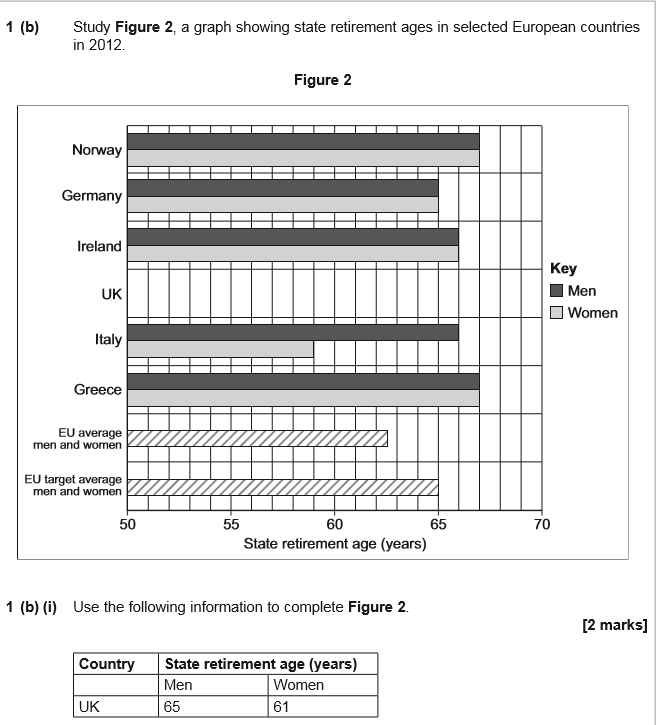 1 (b) Study Figure 2, a graph showing state retirement ages in selected European countries
in 2012.
Figure 2
Norway
Germany
Ireland
UK
Italy
Greece
EU average
men and women
EU target average
men and women
Key
Men
Women
50 55 60 65 70
State retirement age (years)
1 (b) (i) Use the following information to complete Figure 2.
[2 marks]
Country State retirement age (years)
Men Women
UK 65 61